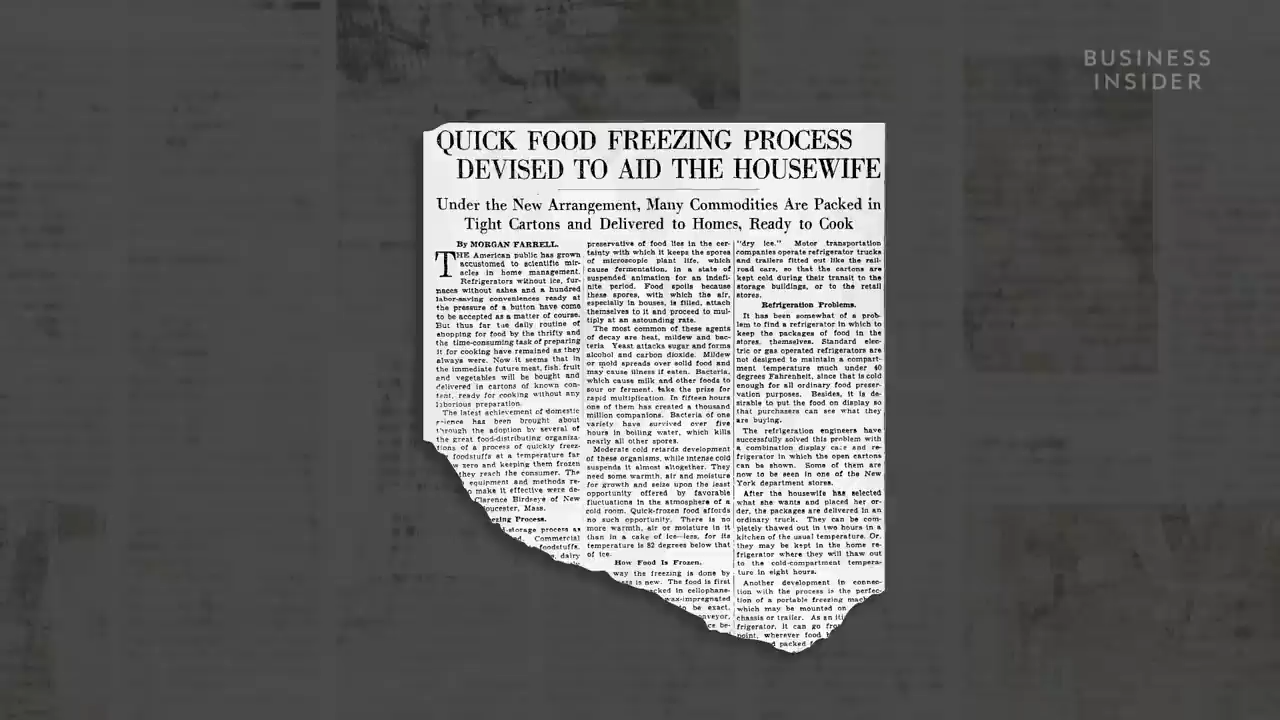 BUSINESS
INSIDER
QUICK FOOD FREEZING PROCESS
DEVISED TO AID THE HOUSEWIFE
Under the New Arrangement, Many Commodities Are Packed in
Tight Cartons and Delivered to Homes, Ready to Cook
By MORGAN FARRELL.
THE American public has grown
accustomed to scientific mir-
acles in home management.
Refrigerators without ice, fur-
naces without ashes and a hundred
labor-saving conveniences ready at
the pressure of a button have come
to be accepted as a matter of course.
But thus far the daily routine of
shopping for food by the thrifty and
the time-consuming task of preparing
it for cooking have remained as they
always were. Now it seems that in
the immediate future meat, fish, fruit
and vegetables will be bought and
delivered in cartons of known con-
tent, ready for cooking without any
laborious preparation.
The latest achievement of domestic
science has been brought about
through the adoption by several of
the great food-distributing organiza-
tions of a process of quickly freez-
foodstuffs at a temperature far
zero and keeping them frozen
they reach the consumer. The
equipment and methods re-
make it effective were de-
Clarence Birdseye of New
oucester, Mass.
ezing Process.
d-storage process as
ed. Commercial
foodstuffs.
dairy
preservative of food lies in the cer-
tainty with which it keeps the spores
of microscopic plant life, which
cause fermentation, in a state of
suspended animation for an indefi-
nite period. Food spoils because
these spores, with which the air,
especially in houses, is filled, attach
themselves to it and proceed to mul-
tiply at an astounding rate.
The most common of these agents
of decay are heat, mildew and bac-
teria Yeast attacks sugar and forms
alcohol and carbon dioxide. Mildew
or mold spreads over solid food and
may cause illness if eaten. Bacteria,
which cause milk and other foods to
sour or ferment, take the prize for
rapid multiplication. In fifteen hours
one of them has created a thousand
million companions. Bacteria of one
variety have survived over five
hours in boiling water, which kills
nearly all other spores.
Moderate cold retards development
of these organisms, while intense cold
suspends it almost altogether. They
need some warmth, air and moisture
for growth and seize upon the least
opportunity offered by favorable
fluctuations in the atmosphere of a
cold room. Quick-frozen food affords
no such opportunity. There is no
more warmth, air or moisture in it
than in a cake of ice—less, for its
temperature is 82 degrees below that
of ice.
How Food Is Frozen.
way the freezing is done by
ess is new. The food is first
acked in cellophane-
wax-impregnated
to be exact,
onveyor,
ce be-
"dry ice." Motor transportation
companies operate refrigerator trucks
and trailers fitted out like the rail-
road cars, so that the cartons are
kept cold during their transit to the
storage buildings, or to the retail
stores.
Refrigeration Problems.
It has been somewhat of a prob-
lem to find a refrigerator in which to
keep the packages of food in the
stores, themselves. Standard elec-
tric or gas operated refrigerators are
not designed to maintain a compart-
ment temperature much under 40
degrees Fahrenheit, since that is cold
enough for all ordinary food preser-
vation purposes. Besides, it is de-
sirable to put the food on display so
that purchasers can see what they
are buying.
The refrigeration engineers have
successfully solved this problem with
a combination display case and re-
frigerator in which the open cartons
can be shown. Some of them are
now to be seen in one of the New
York department stores.
After the housewife has selected
what she wants and placed her or-
der, the packages are delivered in an
ordinary truck. They can be com-
pletely thawed out in two hours in a
kitchen of the usual temperature. Or,
they may be kept in the home re-
frigerator where they will thaw out
to the cold-compartment tempera-
ture in eight hours.
Another development in connec-
tion with the process is the perfec-
tion of a portable freezing mach
which may be mounted on
chassis or trailer. As an iti
frigerator, it can go from
point, wherever food
d packed